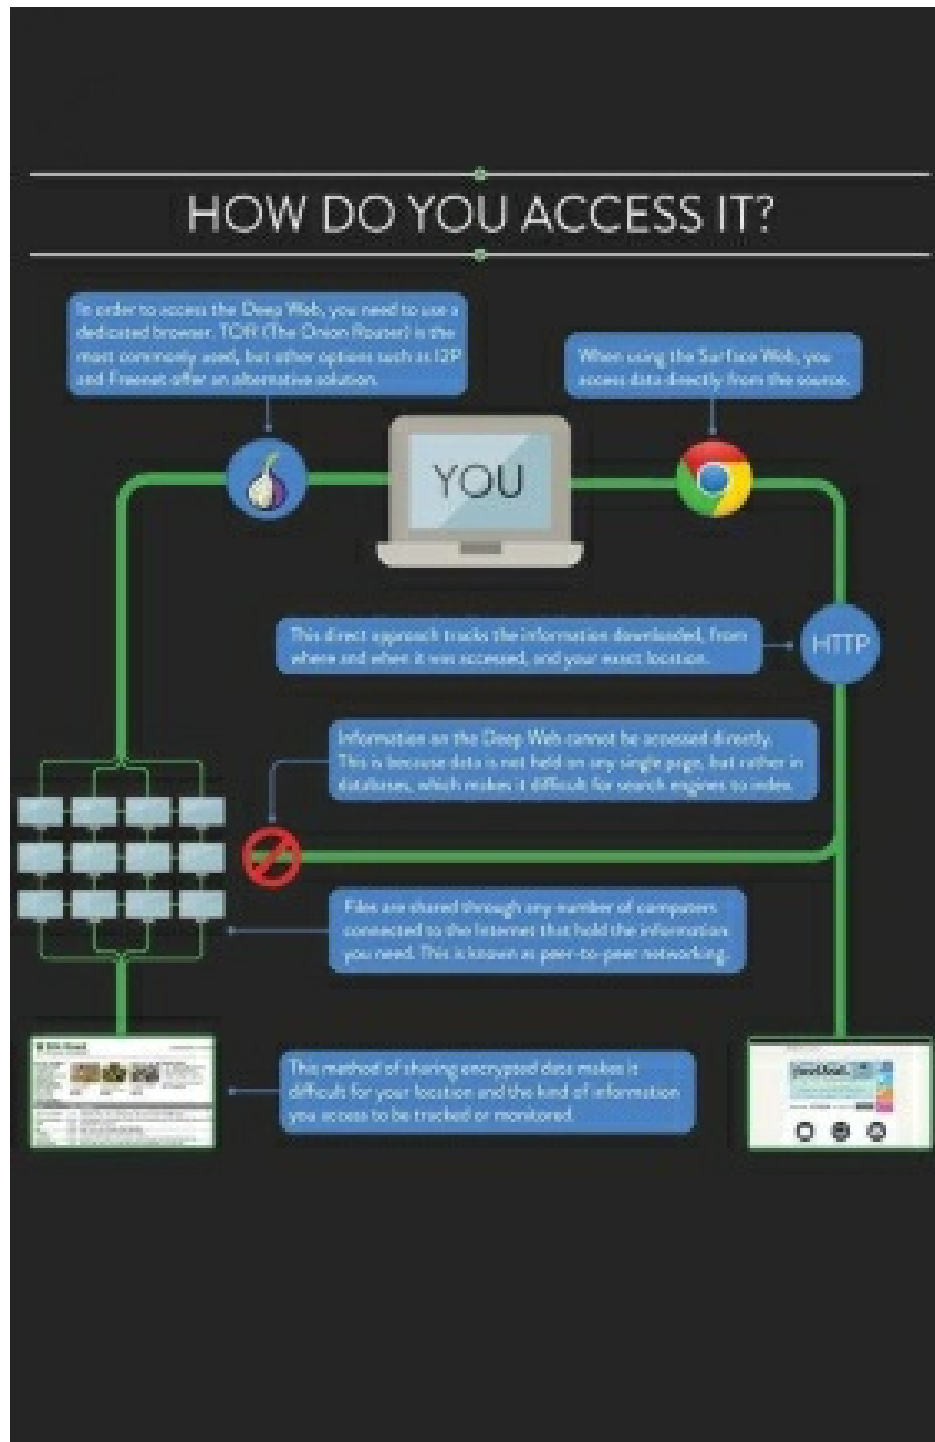 HOW DO YOU ACCESS IT?
In order to access the Deep Web, you need to use a
dedicated browser. TOR (The Onion Router) is the
most commonly used, but other options such as I2P
and Freenet offer an alternative solution.
When using the Surface Web, you
access data directly from the source.
YOU
This direct approach tracks the information downloaded, from
where and when it was accessed, and your exact location.
HTTP
Information on the Deep Web cannot be accessed directly.
This is because data is not held on any single page, but rather in
databases, which makes it difficult for search engines to index.
Files are shared through any number of computers
connected to the Internet that hold the information
you need. This is known as peer-to-peer networking.
This method of sharing encrypted data makes it
difficult for your location and the kind of information
you access to be tracked or monitored.